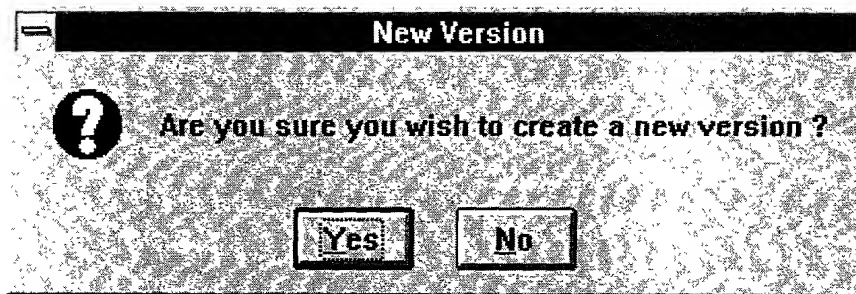 New Version
? Are you sure you wish to create a new version ?
Yes No